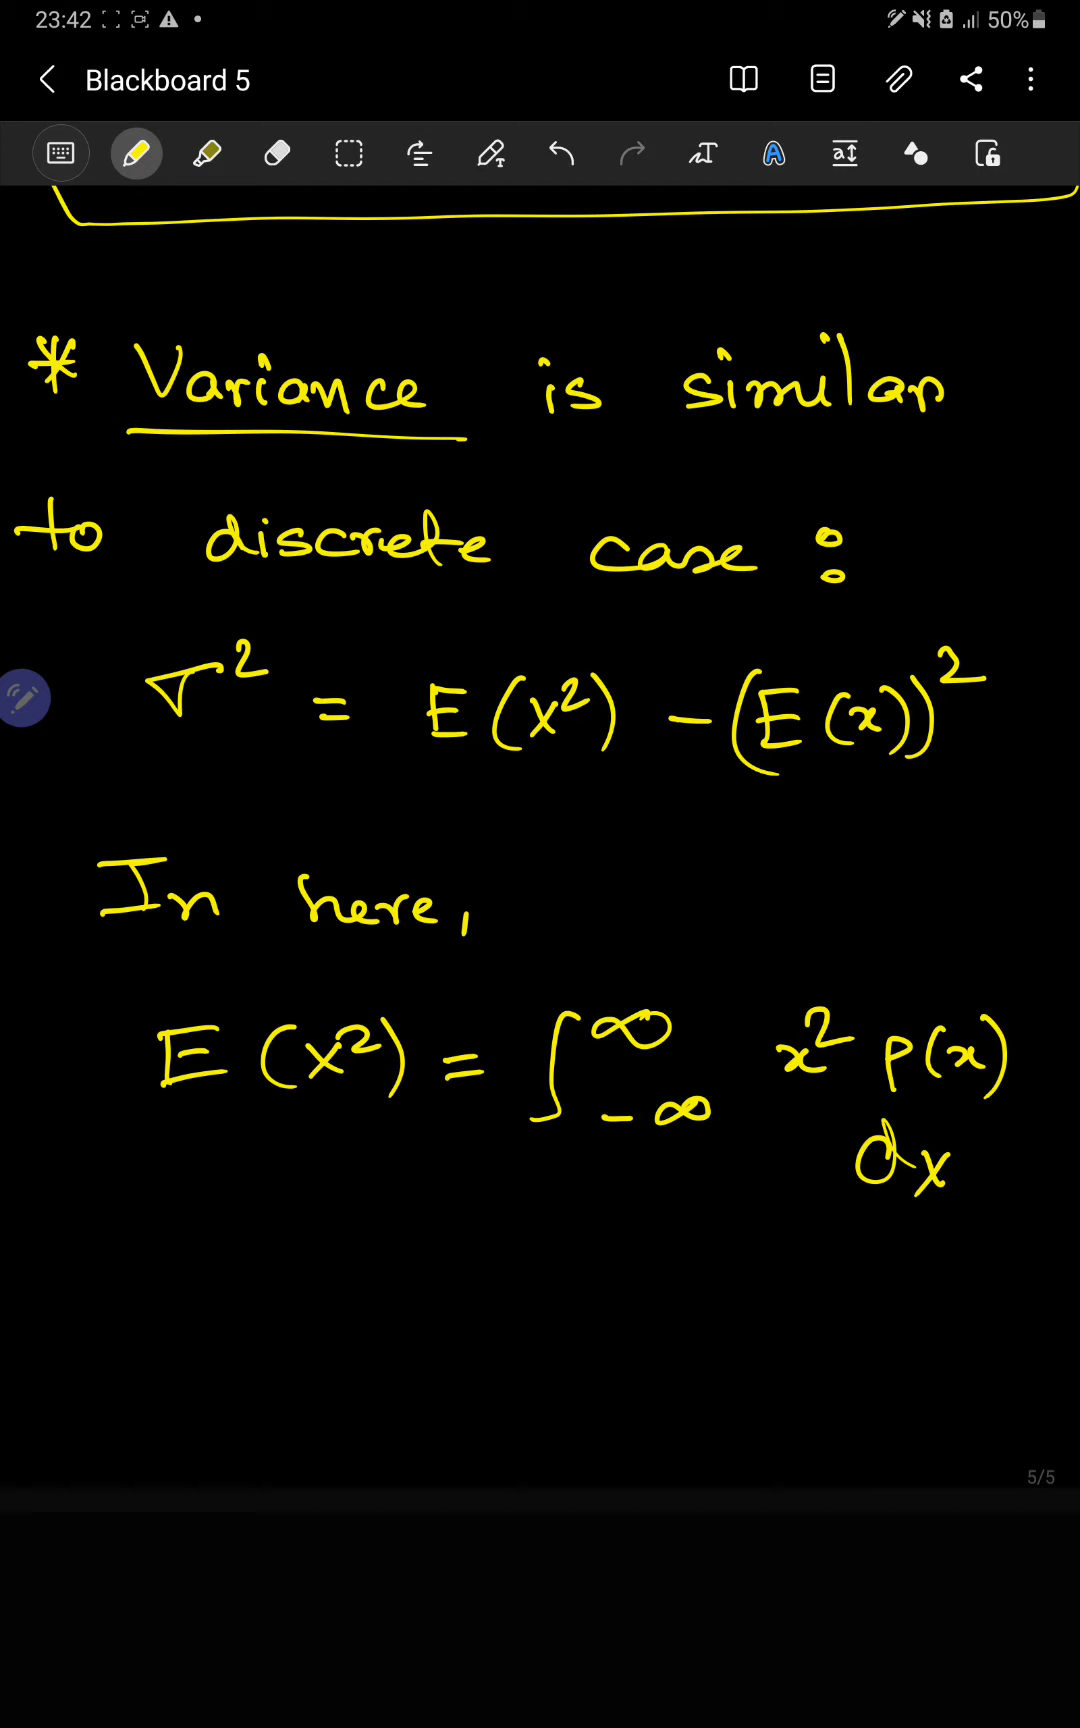 23:42 50%
Blackboard 5
* Variance is similar
to discrete case :
σ² = E(x²) – (E(x))²
In here,
E(x²) = ∫_{-∞}^{∞} x² p(x)
dx
5/5